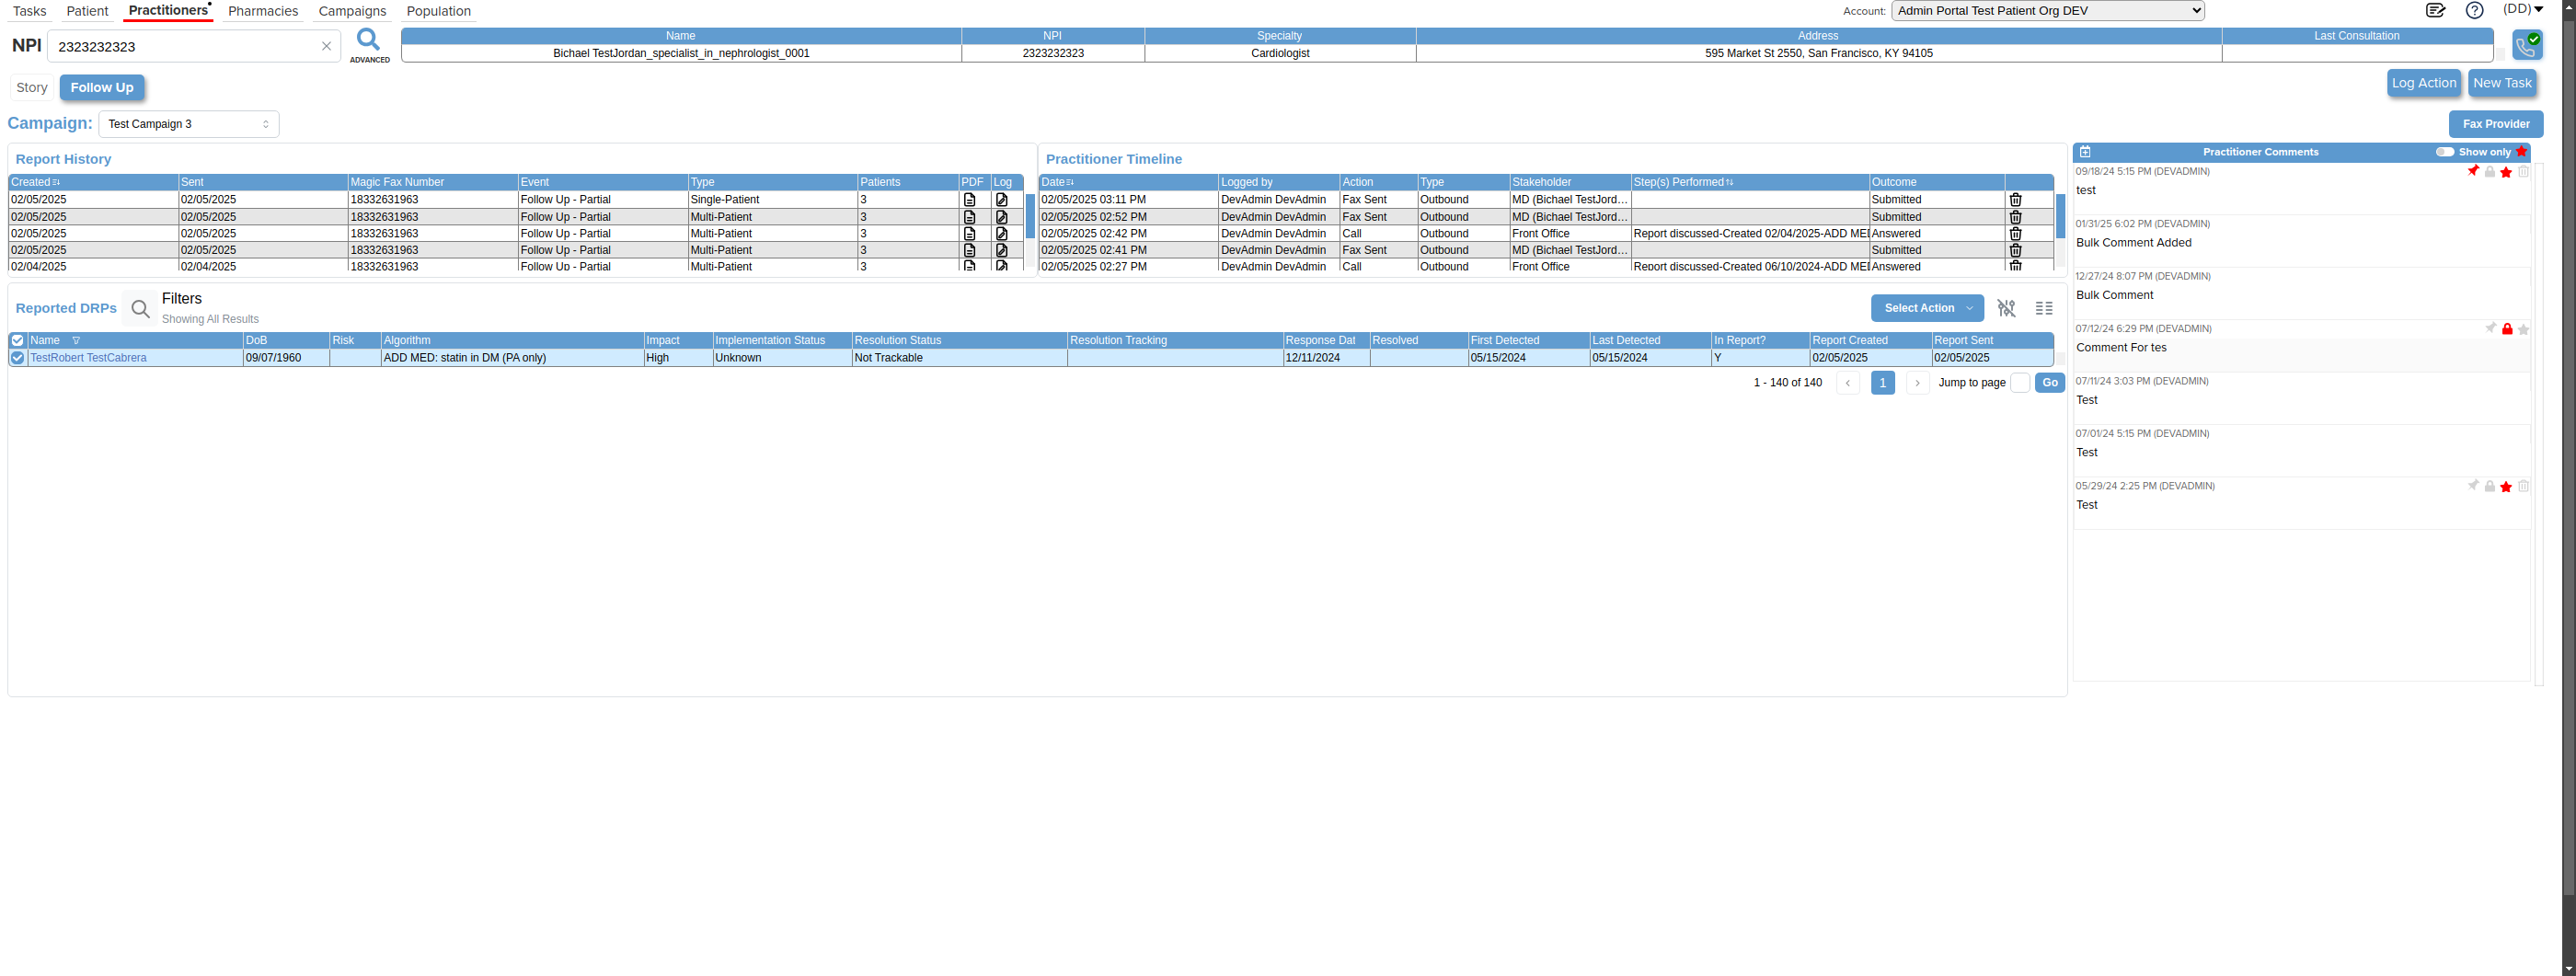 Tasks Patient Practitioners Pharmacies Campaigns Population Account: Admin Portal Test Patient Org DEV (DD)
NPI 2323232323 ADVANCED
Name NPI Specialty Address Last Consultation
Bichael TestJordan_specialist_in_nephrologist_0001 2323232323 Cardiologist 595 Market St 2550, San Francisco, KY 94105
Story Follow Up Log Action New Task
Campaign: Test Campaign 3 Fax Provider
Report History
Created Sent Magic Fax Number Event Type Patients PDF Log
02/05/2025 02/05/2025 18332631963 Follow Up - Partial Single-Patient 3
02/05/2025 02/05/2025 18332631963 Follow Up - Partial Multi-Patient 3
02/05/2025 02/05/2025 18332631963 Follow Up - Partial Multi-Patient 3
02/05/2025 02/05/2025 18332631963 Follow Up - Partial Multi-Patient 3
02/04/2025 02/04/2025 18332631963 Follow Up - Partial Multi-Patient 3
Practitioner Timeline
Date Logged by Action Type Stakeholder Step(s) Performed Outcome
02/05/2025 03:11 PM DevAdmin DevAdmin Fax Sent Outbound MD (Bichael TestJord... Submitted
02/05/2025 02:52 PM DevAdmin DevAdmin Fax Sent Outbound MD (Bichael TestJord... Submitted
02/05/2025 02:42 PM DevAdmin DevAdmin Call Outbound Front Office Report discussed-Created 02/04/2025-ADD MEI Answered
02/05/2025 02:41 PM DevAdmin DevAdmin Fax Sent Outbound MD (Bichael TestJord... Submitted
02/05/2025 02:27 PM DevAdmin DevAdmin Call Outbound Front Office Report discussed-Created 06/10/2024-ADD MEI Answered
Practitioner Comments Show only
09/18/24 5:15 PM (DEVADMIN)
test
01/31/25 6:02 PM (DEVADMIN)
Bulk Comment Added
12/27/24 8:07 PM (DEVADMIN)
Bulk Comment
07/12/24 6:29 PM (DEVADMIN)
Comment For tes
07/11/24 3:03 PM (DEVADMIN)
Test
07/01/24 5:15 PM (DEVADMIN)
Test
05/29/24 2:25 PM (DEVADMIN)
Test
Reported DRPs Filters
Showing All Results
Select Action
Name DoB Risk Algorithm Impact Implementation Status Resolution Status Resolution Tracking Response Dat Resolved First Detected Last Detected In Report? Report Created Report Sent
TestRobert TestCabrera 09/07/1960 ADD MED: statin in DM (PA only) High Unknown Not Trackable 12/11/2024 05/15/2024 05/15/2024 Y 02/05/2025 02/05/2025
1 - 140 of 140 1 Jump to page Go